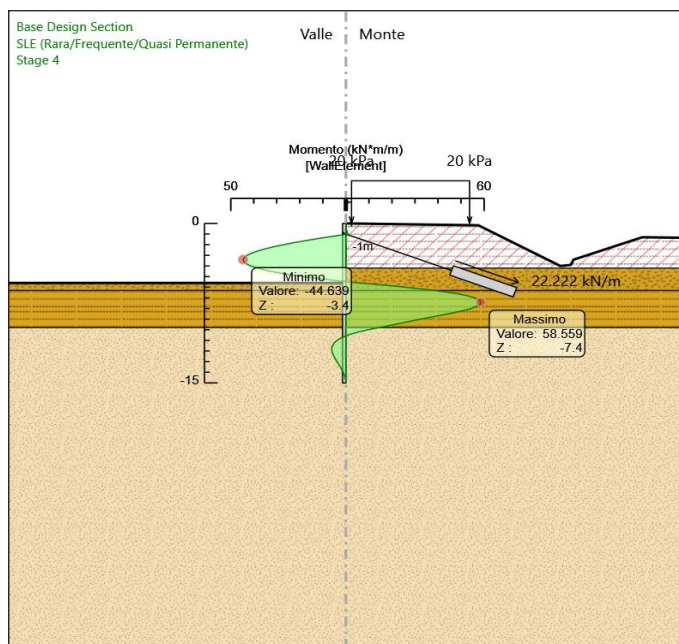 Base Design Section
SLE (Rara/Frequente/Quasi Permanente)
Stage 4
Valle
Monte
Momento (kN*m/m)
[WallElement]
20 kPa
20 kPa
50
60
0
-1m
22.222 kN/m
Minimo
Valore: -44.639
Z : -3.4
Massimo
Valore: 58.559
Z : -7.4
-15